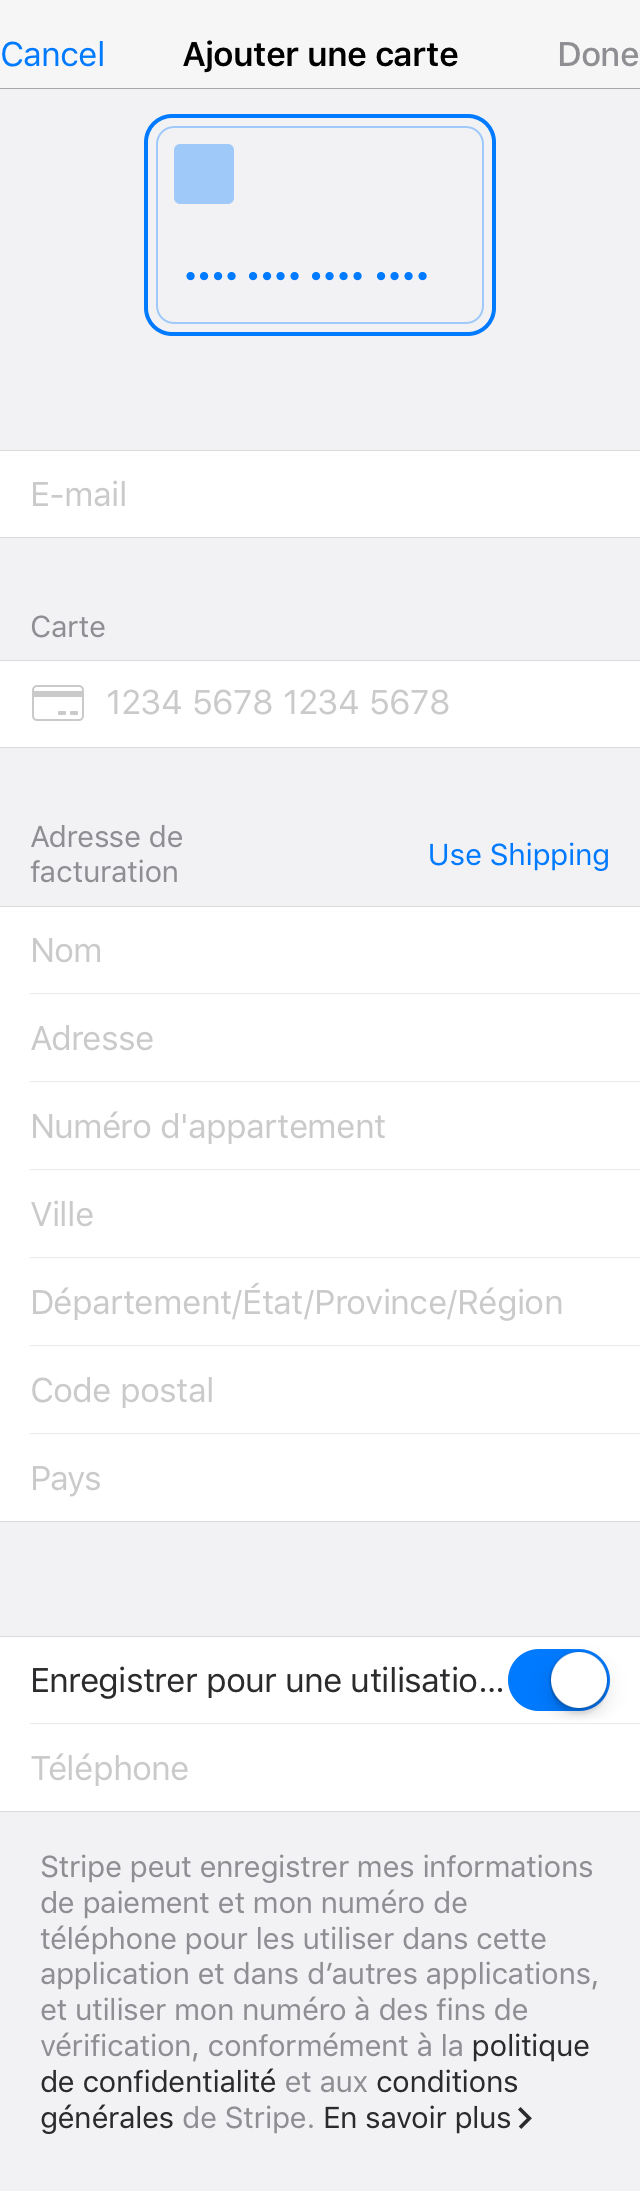 Cancel Ajouter une carte Done
•••• •••• •••• ••••
E-mail
Carte
1234 5678 1234 5678
Adresse de
facturation
Use Shipping
Nom
Adresse
Numéro d'appartement
Ville
Département/État/Province/Région
Code postal
Pays
Enregistrer pour une utilisatio...
Téléphone
Stripe peut enregistrer mes informations
de paiement et mon numéro de
téléphone pour les utiliser dans cette
application et dans d’autres applications,
et utiliser mon numéro à des fins de
vérification, conformément à la politique
de confidentialité et aux conditions
générales de Stripe. En savoir plus